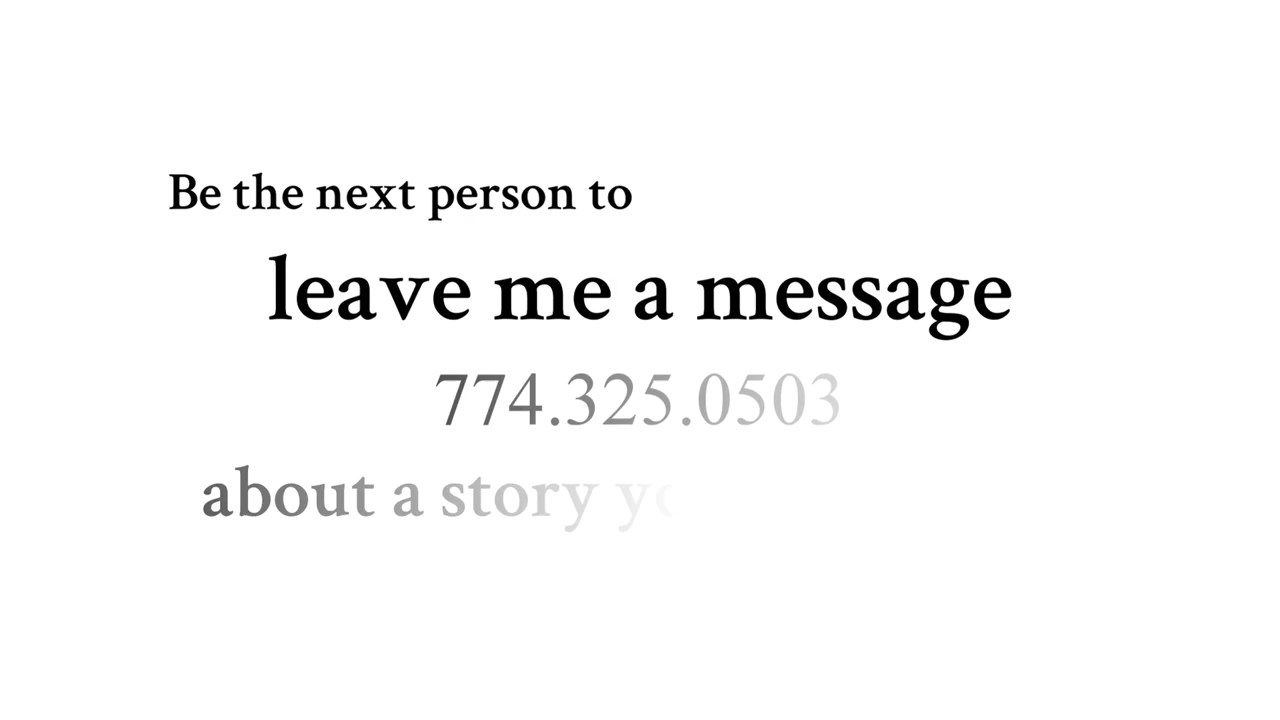 Be the next person to
leave me a message
774.325.0503
about a story